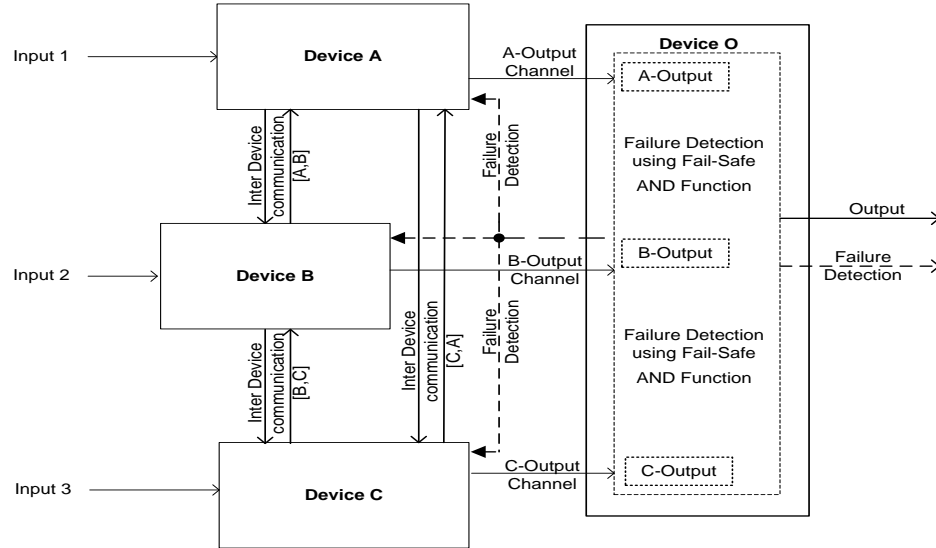 Input 1
Device A
A-Output
Channel
Device O
A-Output
Failure Detection
using Fail-Safe
AND Function
Inter Device
communication
[A,B]
Failure
Detection
Output
Input 2
Device B
B-Output
Channel
B-Output
Failure
Detection
Inter Device
communication
[C,A]
Failure
Detection
Failure Detection
using Fail-Safe
AND Function
Inter Device
communication
[B,C]
Input 3
Device C
C-Output
Channel
C-Output